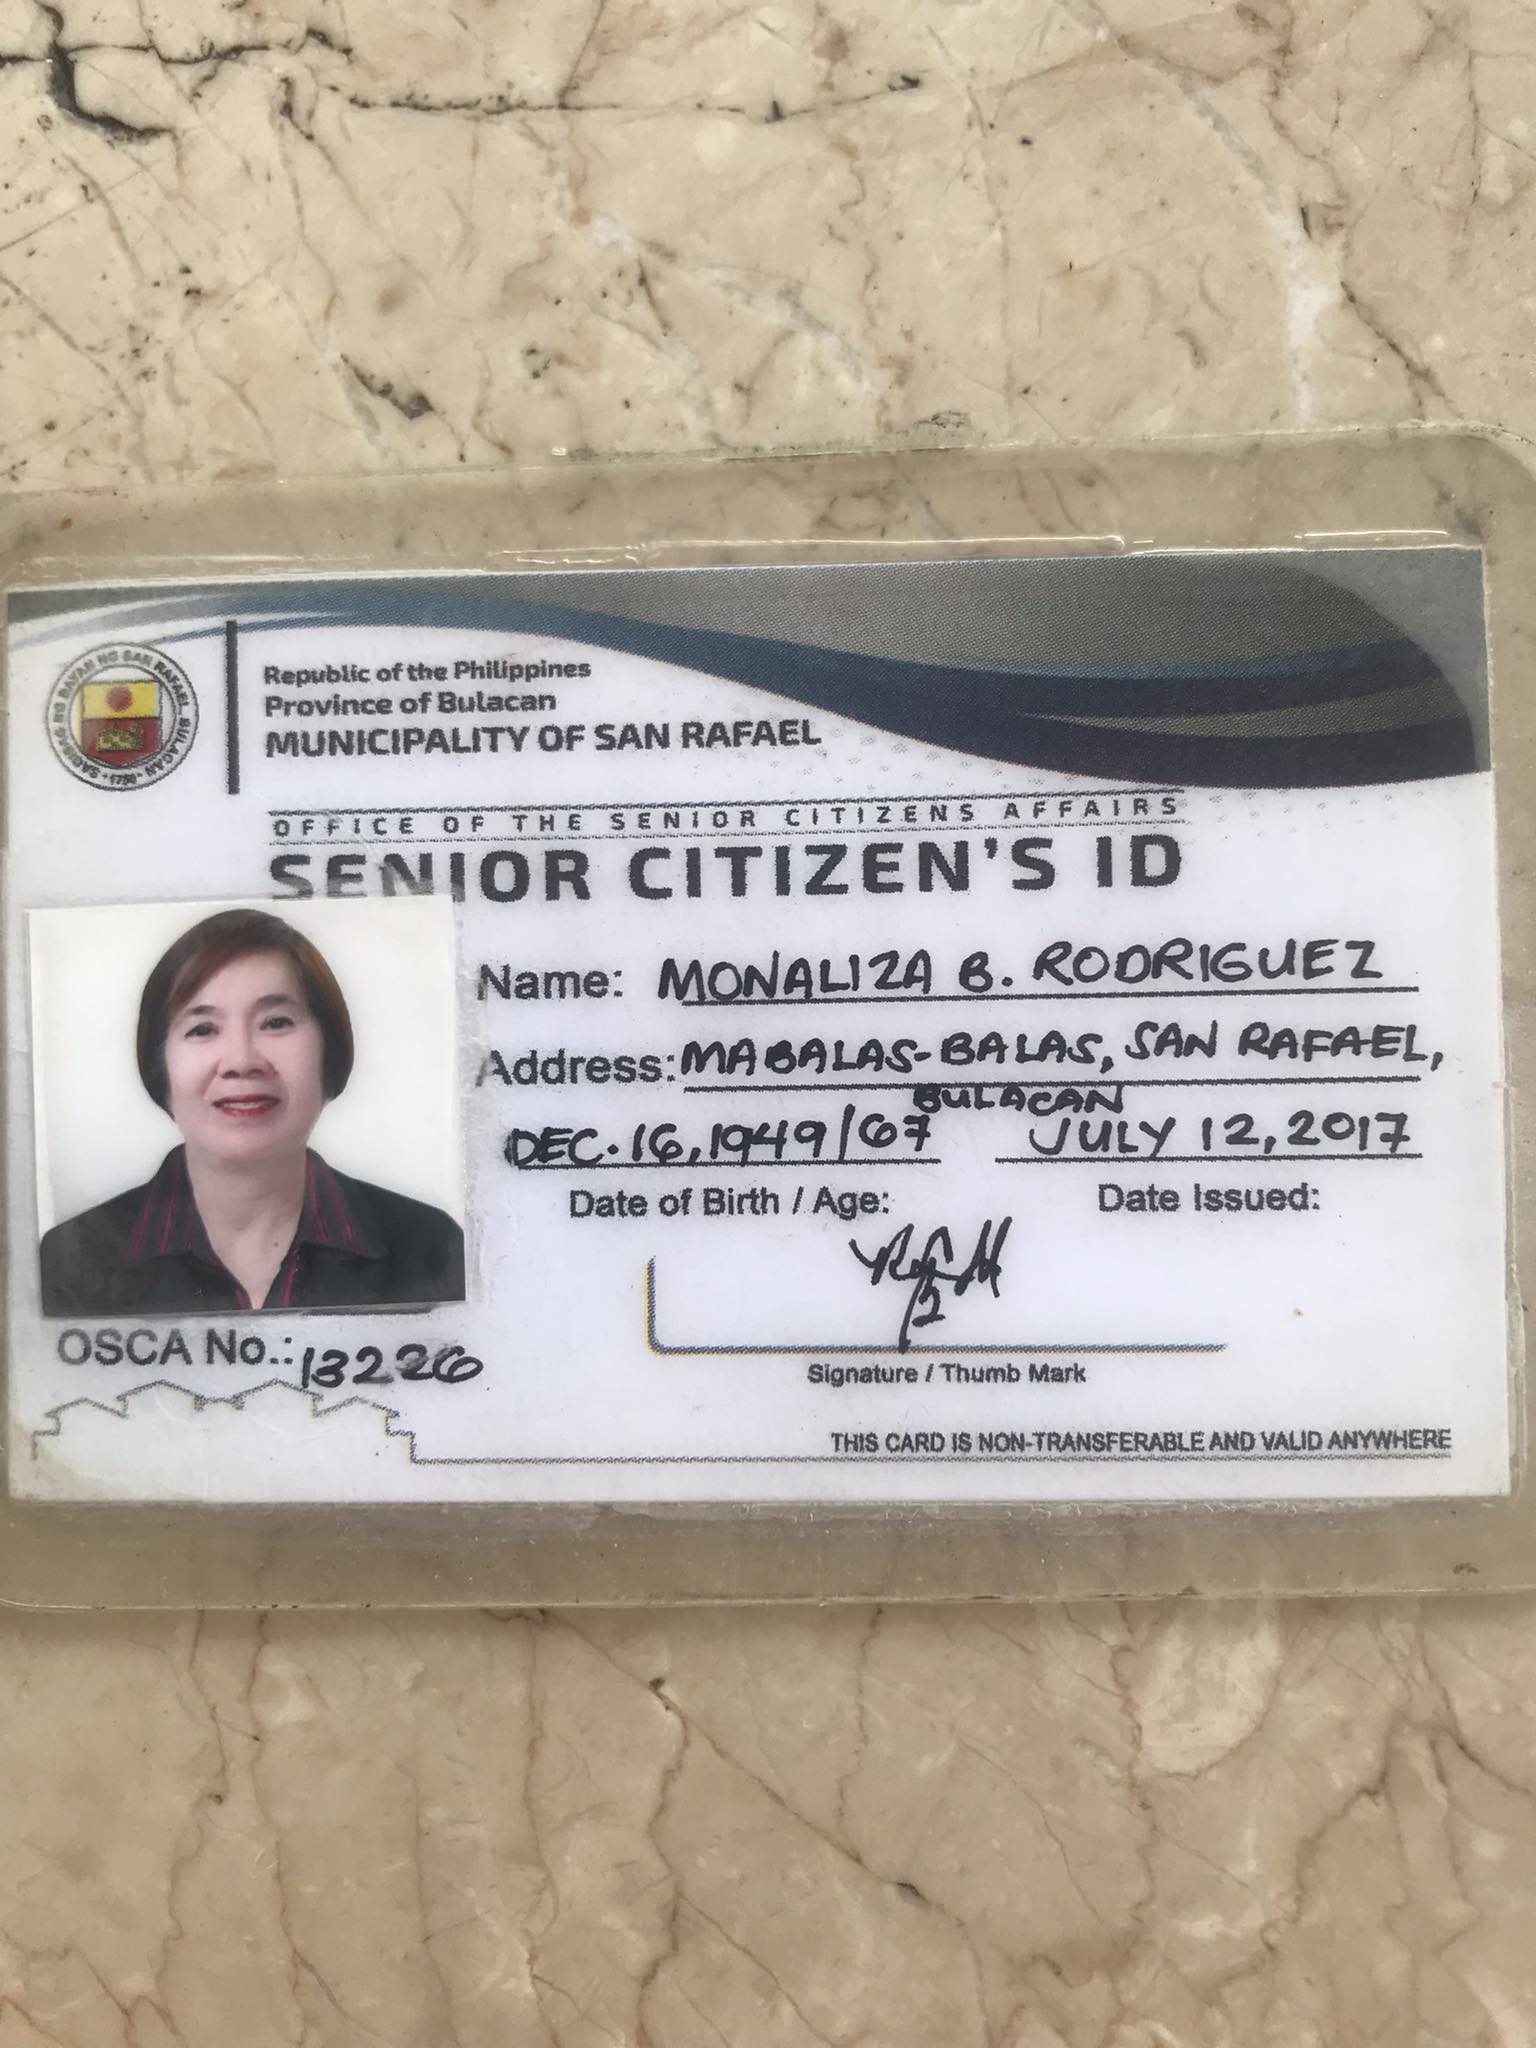 SAGISAG NG BAYAN NG SAN RAFAEL, BULACAN
1750
Republic of the Philippines
Province of Bulacan
MUNICIPALITY OF SAN RAFAEL
OFFICE OF THE SENIOR CITIZENS AFFAIRS
SENIOR CITIZEN'S ID
Name: MONALIZA B. RODRIGUEZ
Address: MABALAS-BALAS, SAN RAFAEL,
BULACAN
DEC. 16, 1949/67 JULY 12, 2017
Date of Birth / Age: Date Issued:
OSCA No.: 13226
Signature / Thumb Mark
THIS CARD IS NON-TRANSFERABLE AND VALID ANYWHERE